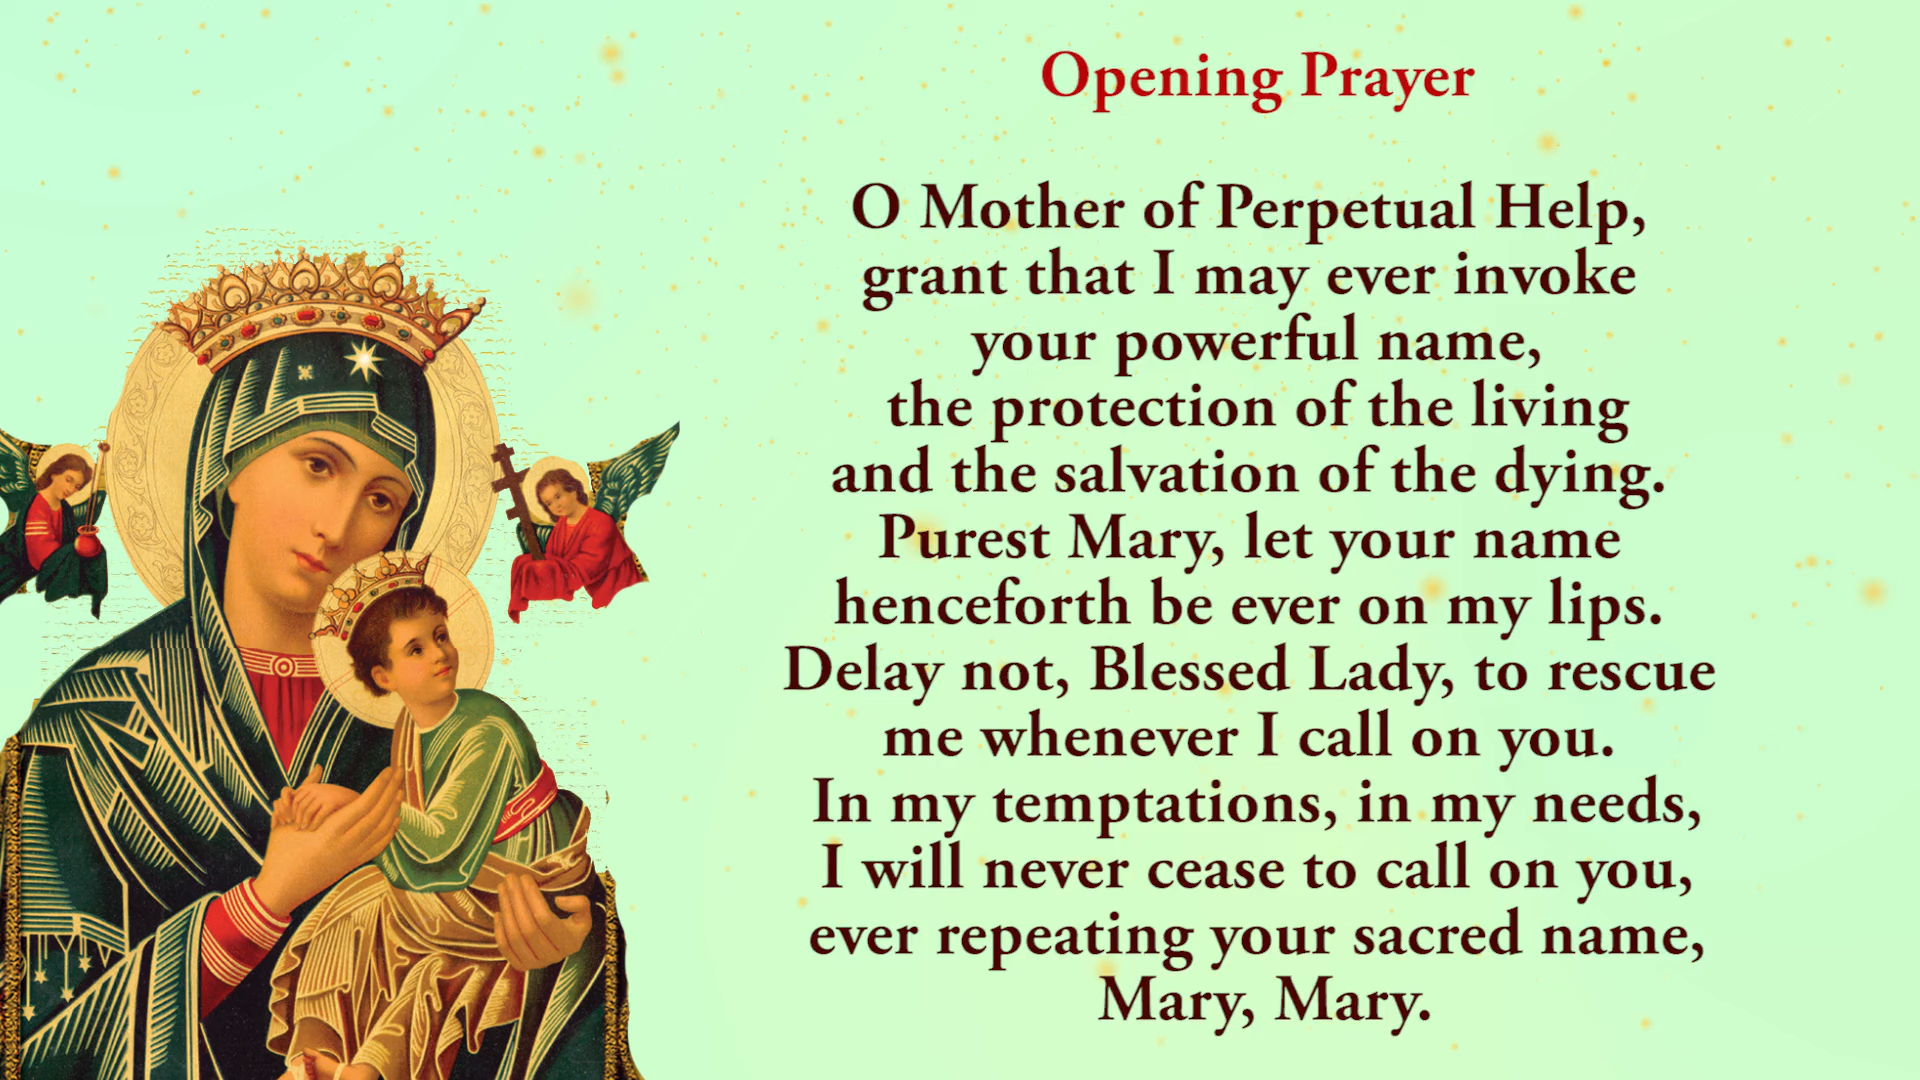 Opening Prayer
O Mother of Perpetual Help,
grant that I may ever invoke
your powerful name,
the protection of the living
and the salvation of the dying.
Purest Mary, let your name
henceforth be ever on my lips.
Delay not, Blessed Lady, to rescue
me whenever I call on you.
In my temptations, in my needs,
I will never cease to call on you,
ever repeating your sacred name,
Mary, Mary.